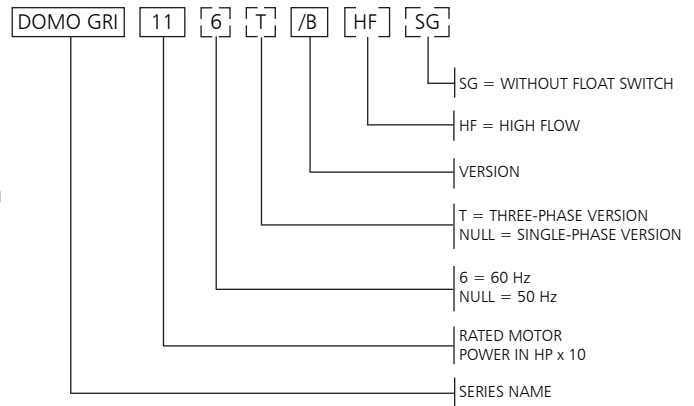 DOMO GRI 11 6 T /B HF SG
SG = WITHOUT FLOAT SWITCH
HF = HIGH FLOW
VERSION
T = THREE-PHASE VERSION
NULL = SINGLE-PHASE VERSION
6 = 60 Hz
NULL = 50 Hz
RATED MOTOR
POWER IN HP x 10
SERIES NAME